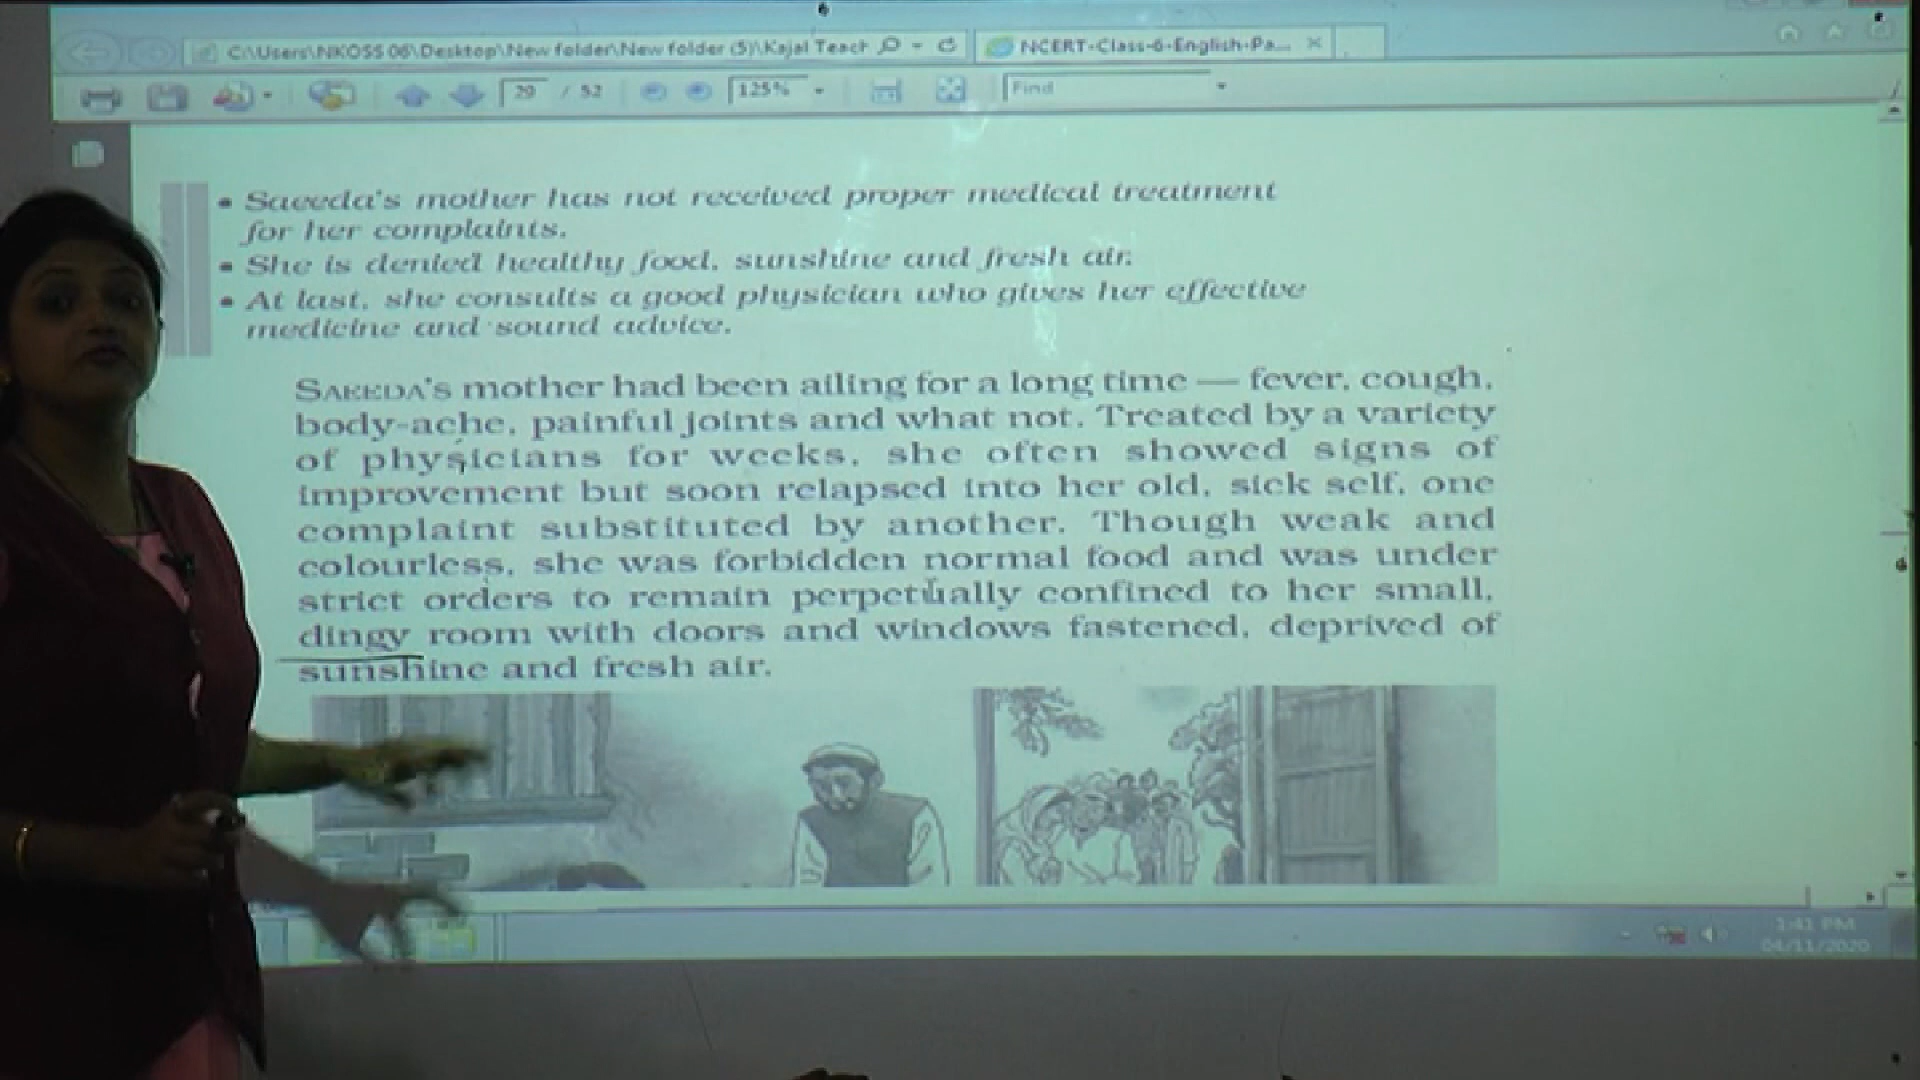 C:\Users\NKOSS 06\Desktop\New folder\New folder (5)\Kajal Teach
NCERT-Class-6-English-Pa...
29 / 52
125%
Find
• Saeeda's mother has not received proper medical treatment
for her complaints.
• She is denied healthy food, sunshine and fresh air.
• At last, she consults a good physician who gives her effective
medicine and sound advice.
SAEEDA'S mother had been ailing for a long time — fever, cough,
body-ache, painful joints and what not. Treated by a variety
of physicians for weeks, she often showed signs of
improvement but soon relapsed into her old, sick self, one
complaint substituted by another. Though weak and
colourless, she was forbidden normal food and was under
strict orders to remain perpetually confined to her small,
dingy room with doors and windows fastened, deprived of
sunshine and fresh air.
1:41 PM
04/11/2020